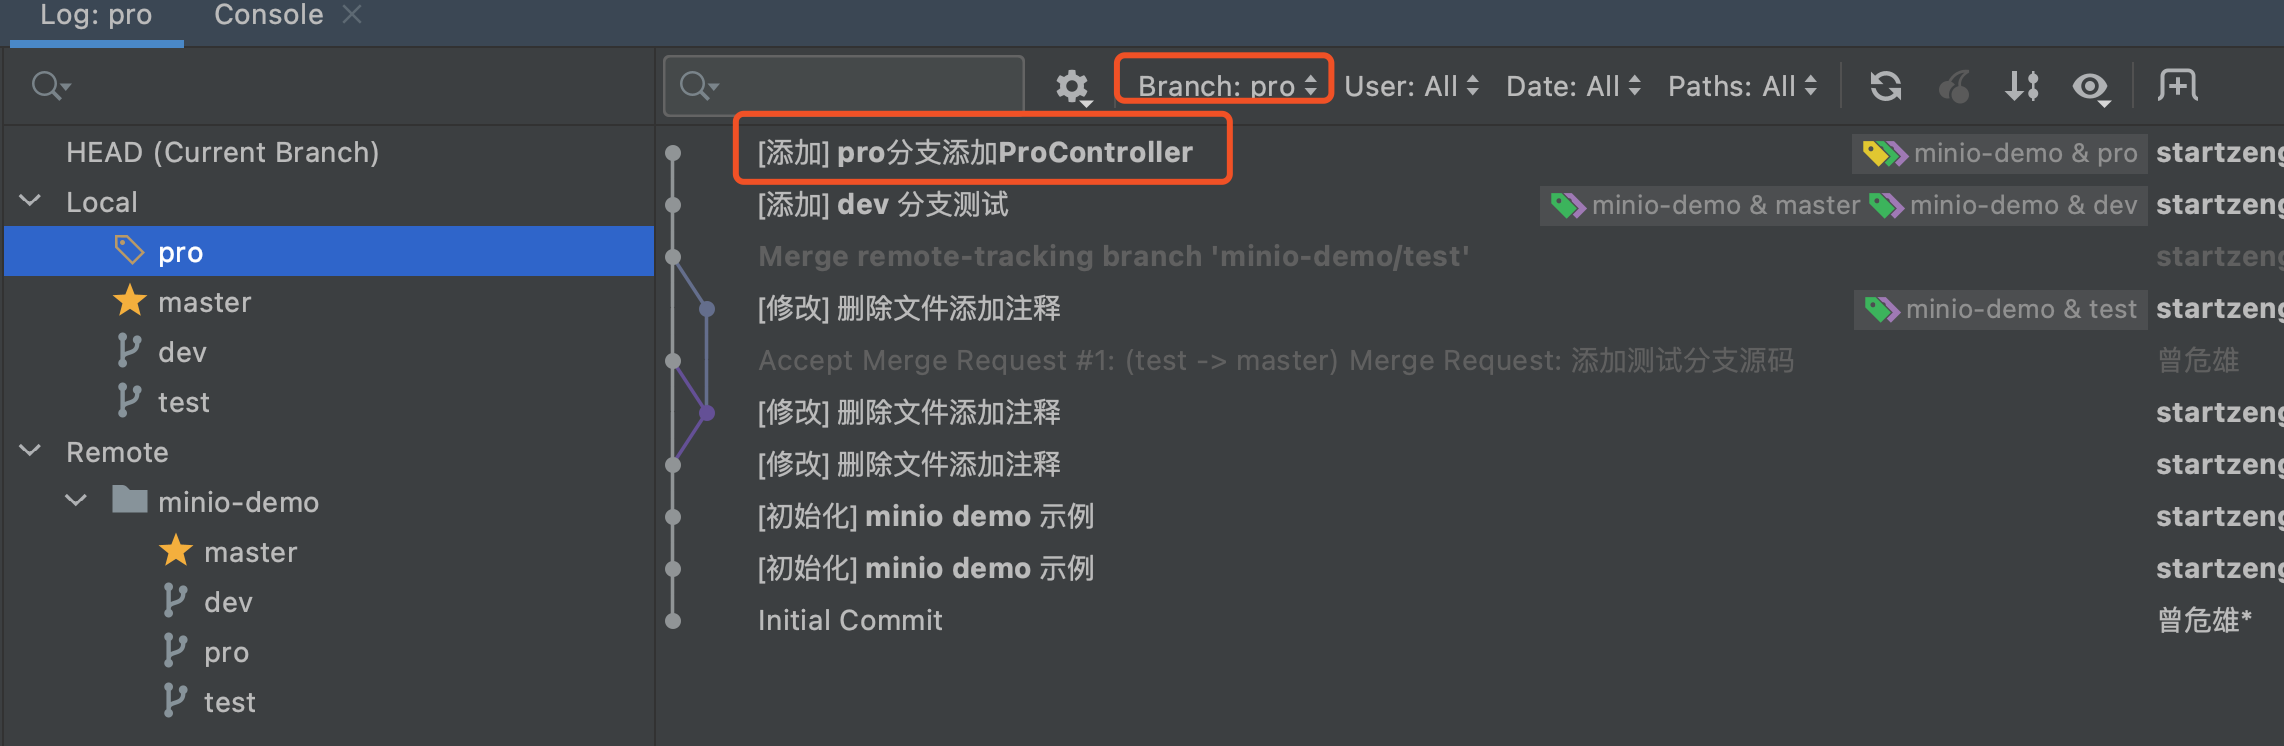 Log: pro Console
Branch: pro User: All Date: All Paths: All
HEAD (Current Branch)
Local
pro
master
dev
test
Remote
minio-demo
master
dev
pro
test
[添加] pro分支添加ProController minio-demo & pro startzeng
[添加] dev 分支测试 minio-demo & master minio-demo & dev startzeng
Merge remote-tracking branch 'minio-demo/test' startzeng
[修改] 删除文件添加注释 minio-demo & test startzeng
Accept Merge Request #1: (test -> master) Merge Request: 添加测试分支源码 曾危雄
[修改] 删除文件添加注释 startzeng
[修改] 删除文件添加注释 startzeng
[初始化] minio demo 示例 startzeng
[初始化] minio demo 示例 startzeng
Initial Commit 曾危雄*